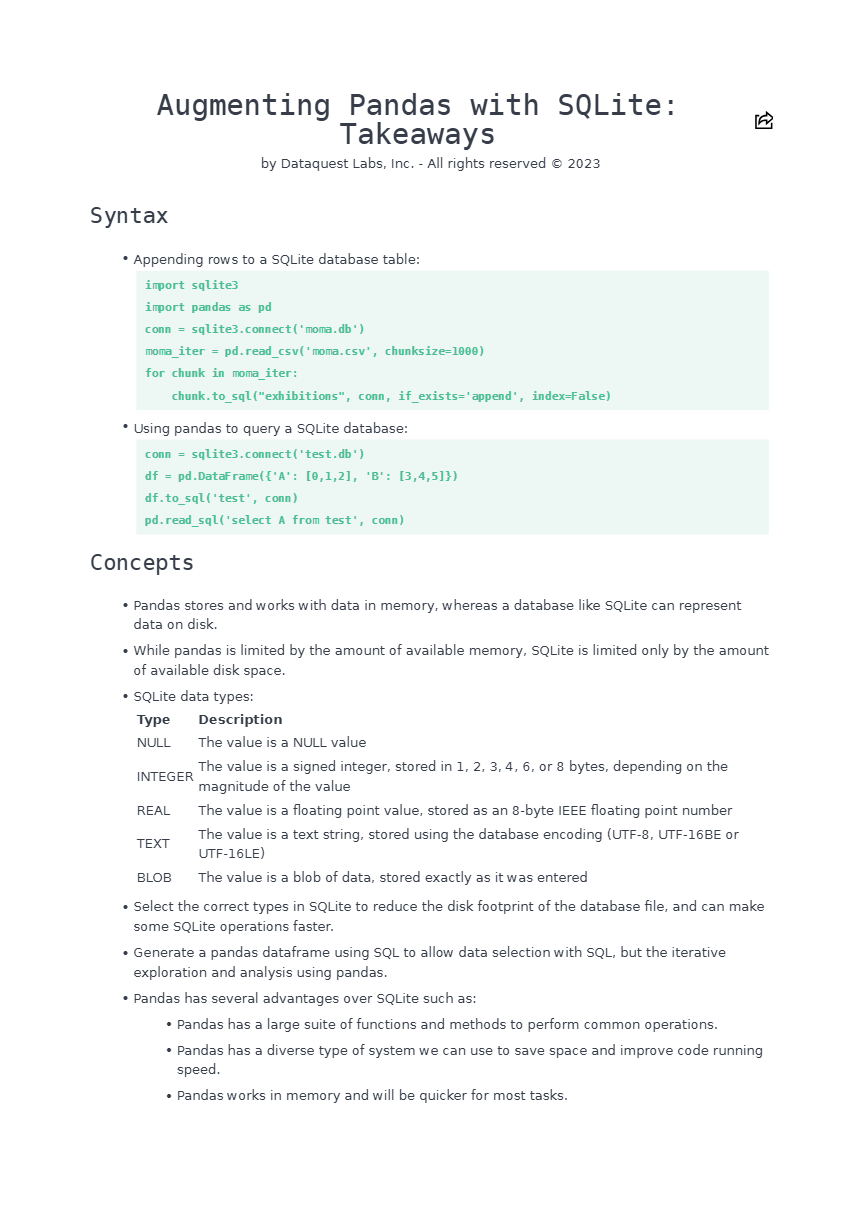 Augmenting Pandas with SQLite:
Takeaways
by Dataquest Labs, Inc. - All rights reserved © 2023
Syntax
• Appending rows to a SQLite database table:
import sqlite3
import pandas as pd
conn = sqlite3.connect('moma.db')
moma_iter = pd.read_csv('moma.csv', chunksize=1000)
for chunk in moma_iter:
    chunk.to_sql("exhibitions", conn, if_exists='append', index=False)
• Using pandas to query a SQLite database:
conn = sqlite3.connect('test.db')
df = pd.DataFrame({'A': [0,1,2], 'B': [3,4,5]})
df.to_sql('test', conn)
pd.read_sql('select A from test', conn)
Concepts
• Pandas stores and works with data in memory, whereas a database like SQLite can represent
data on disk.
• While pandas is limited by the amount of available memory, SQLite is limited only by the amount
of available disk space.
• SQLite data types:
Type Description
NULL The value is a NULL value
INTEGER The value is a signed integer, stored in 1, 2, 3, 4, 6, or 8 bytes, depending on the
magnitude of the value
REAL The value is a floating point value, stored as an 8-byte IEEE floating point number
TEXT The value is a text string, stored using the database encoding (UTF-8, UTF-16BE or
UTF-16LE)
BLOB The value is a blob of data, stored exactly as it was entered
• Select the correct types in SQLite to reduce the disk footprint of the database file, and can make
some SQLite operations faster.
• Generate a pandas dataframe using SQL to allow data selection with SQL, but the iterative
exploration and analysis using pandas.
• Pandas has several advantages over SQLite such as:
• Pandas has a large suite of functions and methods to perform common operations.
• Pandas has a diverse type of system we can use to save space and improve code running
speed.
• Pandas works in memory and will be quicker for most tasks.